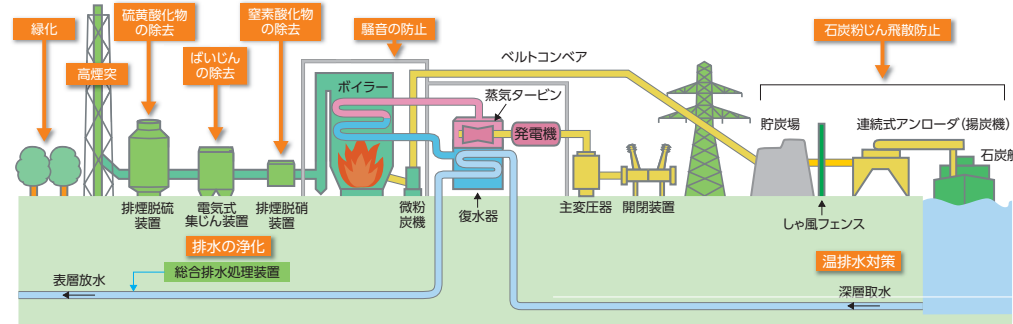 緑化
硫黄酸化物
の除去
窒素酸化物
の除去
騒音の防止
石炭粉じん飛散防止
高煙突
ばいじん
の除去
ベルトコンベア
ボイラー
蒸気タービン
発電機
貯炭場
連続式アンローダ(揚炭機)
石炭船
排煙脱硫
装置
電気式
集じん装置
排煙脱硝
装置
微粉
炭機
復水器
主変圧器
開閉装置
しゃ風フェンス
排水の浄化
総合排水処理装置
温排水対策
表層放水
深層取水